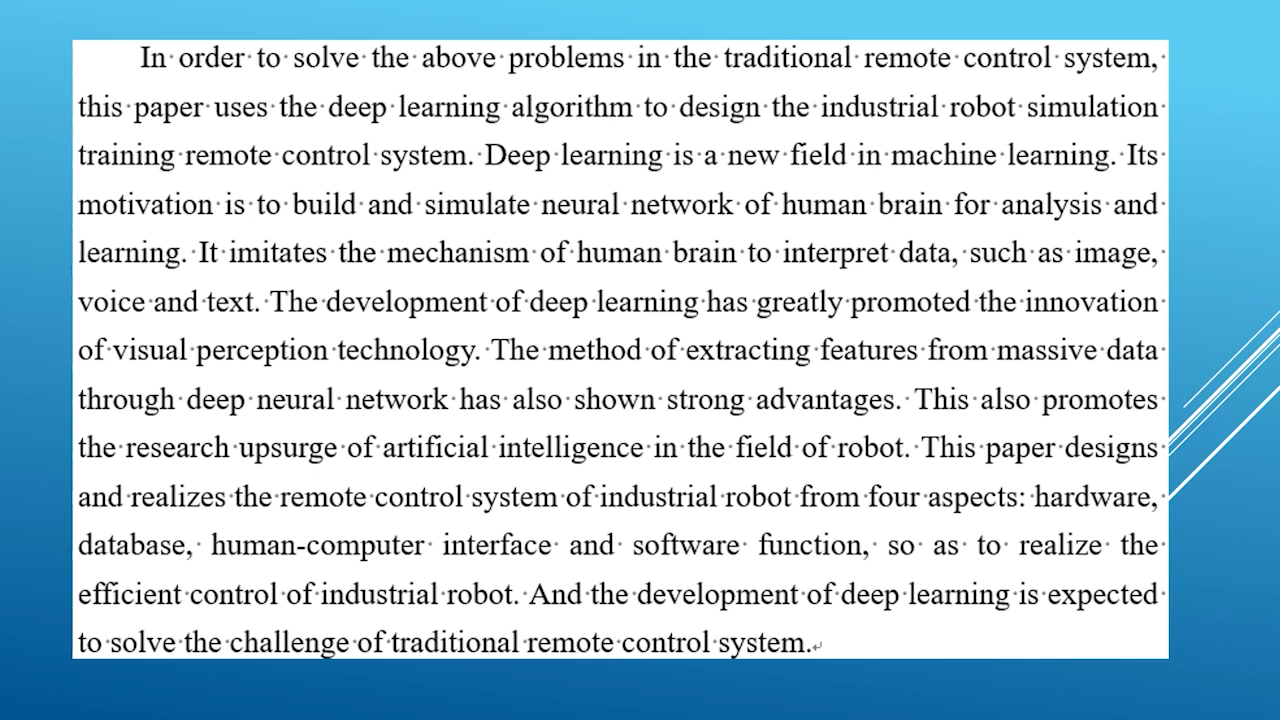 In order to solve the above problems in the traditional remote control system,
this paper uses the deep learning algorithm to design the industrial robot simulation
training remote control system. Deep learning is a new field in machine learning. Its
motivation is to build and simulate neural network of human brain for analysis and
learning. It imitates the mechanism of human brain to interpret data, such as image,
voice and text. The development of deep learning has greatly promoted the innovation
of visual perception technology. The method of extracting features from massive data
through deep neural network has also shown strong advantages. This also promotes
the research upsurge of artificial intelligence in the field of robot. This paper designs
and realizes the remote control system of industrial robot from four aspects: hardware,
database, human-computer interface and software function, so as to realize the
efficient control of industrial robot. And the development of deep learning is expected
to solve the challenge of traditional remote control system.